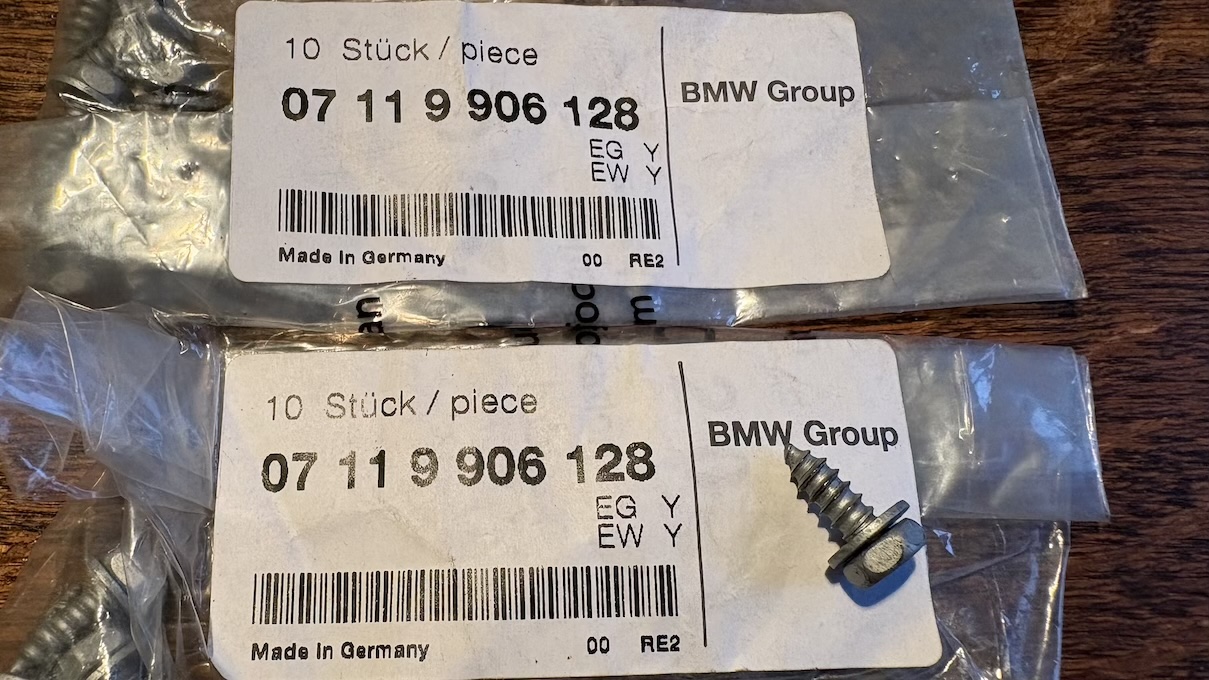 10 Stück / piece
07 11 9 906 128
BMW Group
EG Y
EW Y
Made In Germany 00 RE2
10 Stück / piece
07 11 9 906 128
BMW Group
EG Y
EW Y
Made In Germany 00 RE2